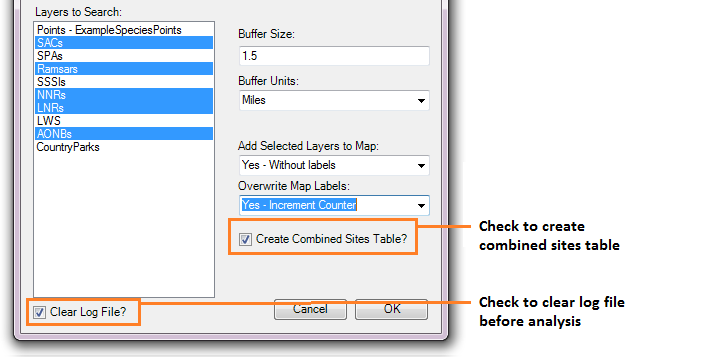 Layers to Search:
Points - ExampleSpeciesPoints
SACs
SPAs
Ramsars
SSSIs
NNRs
LNRs
LWS
AONBs
CountryParks
Buffer Size:
1.5
Buffer Units:
Miles
Add Selected Layers to Map:
Yes - Without labels
Overwrite Map Labels:
Yes - Increment Counter
Create Combined Sites Table?
Check to create
combined sites table
Clear Log File?
Cancel
OK
Check to clear log file
before analysis